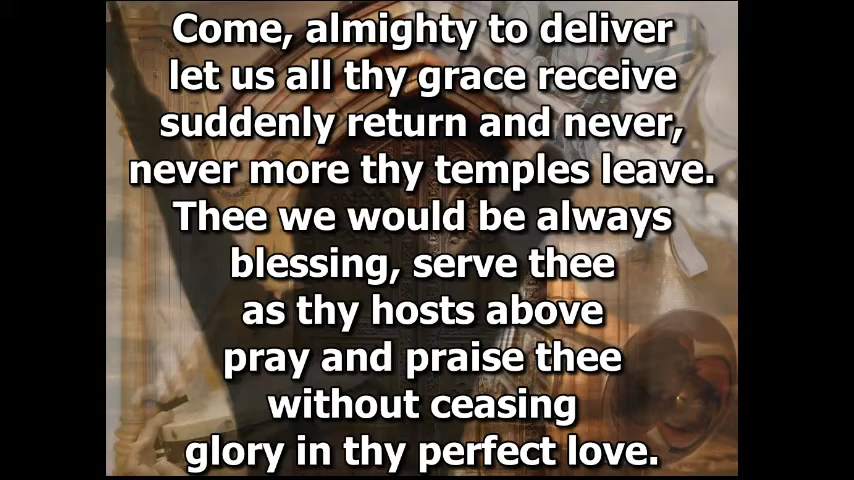 Come, almighty to deliver
let us all thy grace receive
suddenly return and never,
never more thy temples leave.
Thee we would be always
blessing, serve thee
as thy hosts above
pray and praise thee
without ceasing
glory in thy perfect love.